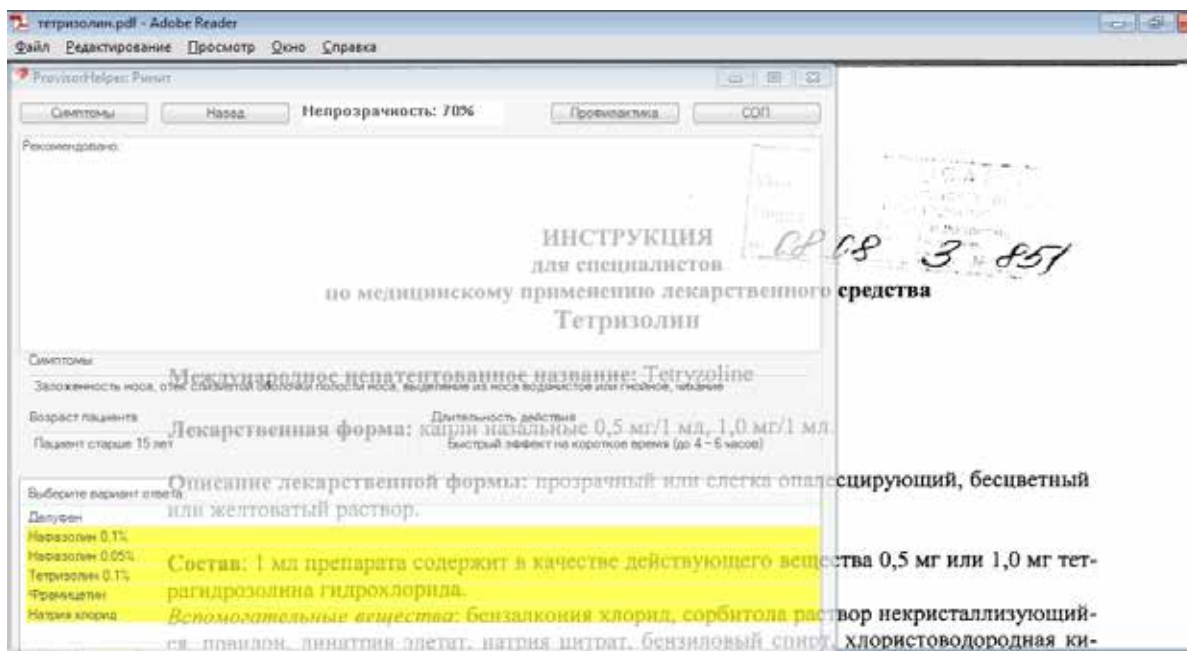 тетризолин.pdf - Adobe Reader
Файл Редактирование Просмотр Окно Справка
ProvisorHelper: Ринит
Симптомы Назад Непрозрачность: 70% Профилактика СОП
Рекомендовано:
ИНСТРУКЦИЯ
для специалистов
08 08 3 851
по медицинскому применению лекарственного средства
Тетризолин
Симптомы
Международное непатентованное название: Tetryzoline
Заложенность носа, отек слизистой оболочки полости носа, выделения из носа водянистое или гнойное, чихание
Возраст пациента Длительность действия
Лекарственная форма: капли назальные 0,5 мг/1 мл, 1,0 мг/1 мл.
Пациент старше 15 лет Быстрый эффект на короткое время (до 4 – 6 часов)
Описание лекарственной формы: прозрачный или слегка опалесцирующий, бесцветный
Выберите вариант ответа
или желтоватый раствор.
Делуфен
Нафазолин 0.1%
Нафазолин 0.05%
Состав: 1 мл препарата содержит в качестве действующего вещества 0,5 мг или 1,0 мг тет-
Тетризолин 0.1%
рагидрозолина гидрохлорида.
Фрамицетин
Натрия хлорид
Вспомогательные вещества: бензалкония хлорид, сорбитола раствор некристаллизующий-
ся, повидон, динатрия эдетат, натрия цитрат, бензиловый спирт, хлористоводородная ки-